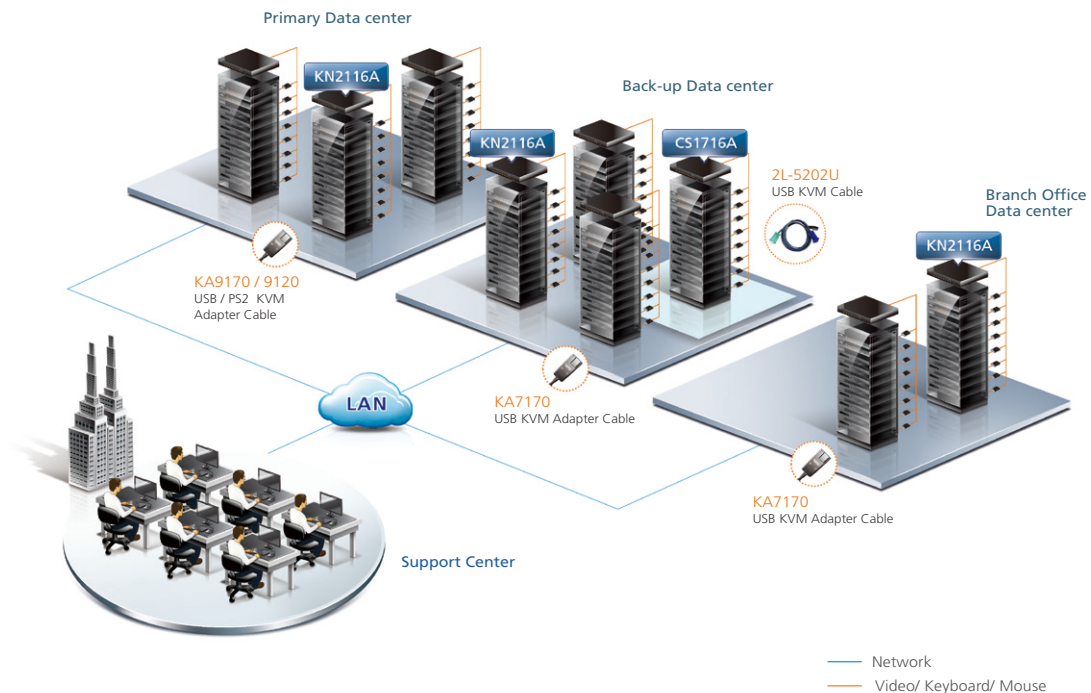 Primary Data center
KN2116A
Back-up Data center
KN2116A
CS1716A
2L-5202U
USB KVM Cable
Branch Office
Data center
KN2116A
KA9170 / 9120
USB / PS2 KVM
Adapter Cable
LAN
KA7170
USB KVM Adapter Cable
KA7170
USB KVM Adapter Cable
Support Center
Network
Video/ Keyboard/ Mouse